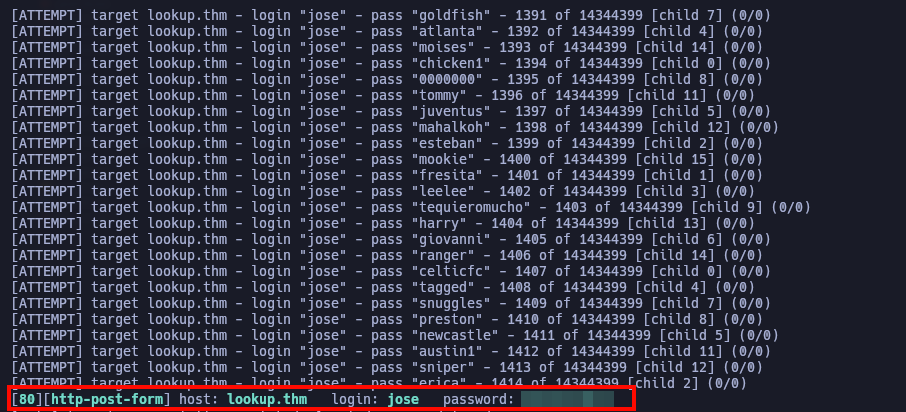 [ATTEMPT] target lookup.thm - login "jose" - pass "goldfish" - 1391 of 14344399 [child 7] (0/0)
[ATTEMPT] target lookup.thm - login "jose" - pass "atlanta" - 1392 of 14344399 [child 4] (0/0)
[ATTEMPT] target lookup.thm - login "jose" - pass "moises" - 1393 of 14344399 [child 14] (0/0)
[ATTEMPT] target lookup.thm - login "jose" - pass "chicken1" - 1394 of 14344399 [child 0] (0/0)
[ATTEMPT] target lookup.thm - login "jose" - pass "0000000" - 1395 of 14344399 [child 8] (0/0)
[ATTEMPT] target lookup.thm - login "jose" - pass "tommy" - 1396 of 14344399 [child 11] (0/0)
[ATTEMPT] target lookup.thm - login "jose" - pass "juventus" - 1397 of 14344399 [child 5] (0/0)
[ATTEMPT] target lookup.thm - login "jose" - pass "mahalkoh" - 1398 of 14344399 [child 12] (0/0)
[ATTEMPT] target lookup.thm - login "jose" - pass "esteban" - 1399 of 14344399 [child 2] (0/0)
[ATTEMPT] target lookup.thm - login "jose" - pass "mookie" - 1400 of 14344399 [child 15] (0/0)
[ATTEMPT] target lookup.thm - login "jose" - pass "fresita" - 1401 of 14344399 [child 1] (0/0)
[ATTEMPT] target lookup.thm - login "jose" - pass "leelee" - 1402 of 14344399 [child 3] (0/0)
[ATTEMPT] target lookup.thm - login "jose" - pass "tequieromucho" - 1403 of 14344399 [child 9] (0/0)
[ATTEMPT] target lookup.thm - login "jose" - pass "harry" - 1404 of 14344399 [child 13] (0/0)
[ATTEMPT] target lookup.thm - login "jose" - pass "giovanni" - 1405 of 14344399 [child 6] (0/0)
[ATTEMPT] target lookup.thm - login "jose" - pass "ranger" - 1406 of 14344399 [child 14] (0/0)
[ATTEMPT] target lookup.thm - login "jose" - pass "celticfc" - 1407 of 14344399 [child 0] (0/0)
[ATTEMPT] target lookup.thm - login "jose" - pass "tagged" - 1408 of 14344399 [child 4] (0/0)
[ATTEMPT] target lookup.thm - login "jose" - pass "snuggles" - 1409 of 14344399 [child 7] (0/0)
[ATTEMPT] target lookup.thm - login "jose" - pass "preston" - 1410 of 14344399 [child 8] (0/0)
[ATTEMPT] target lookup.thm - login "jose" - pass "newcastle" - 1411 of 14344399 [child 5] (0/0)
[ATTEMPT] target lookup.thm - login "jose" - pass "austin1" - 1412 of 14344399 [child 11] (0/0)
[ATTEMPT] target lookup.thm - login "jose" - pass "sniper" - 1413 of 14344399 [child 12] (0/0)
[ATTEMPT] target lookup.thm - login "jose" - pass "erica" - 1414 of 14344399 [child 2] (0/0)
[80][http-post-form] host: lookup.thm login: jose password: